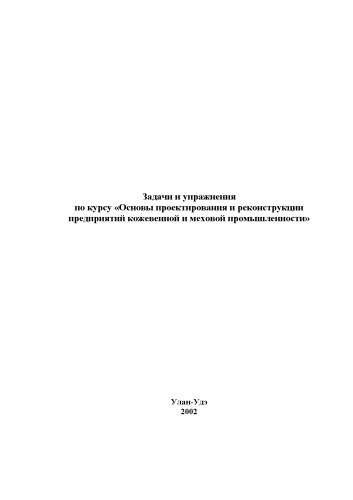 Задачи и упражнения
по курсу «Основы проектирования и реконструкции
предприятий кожевенной и меховой промышленности»
Улан-Удэ
2002